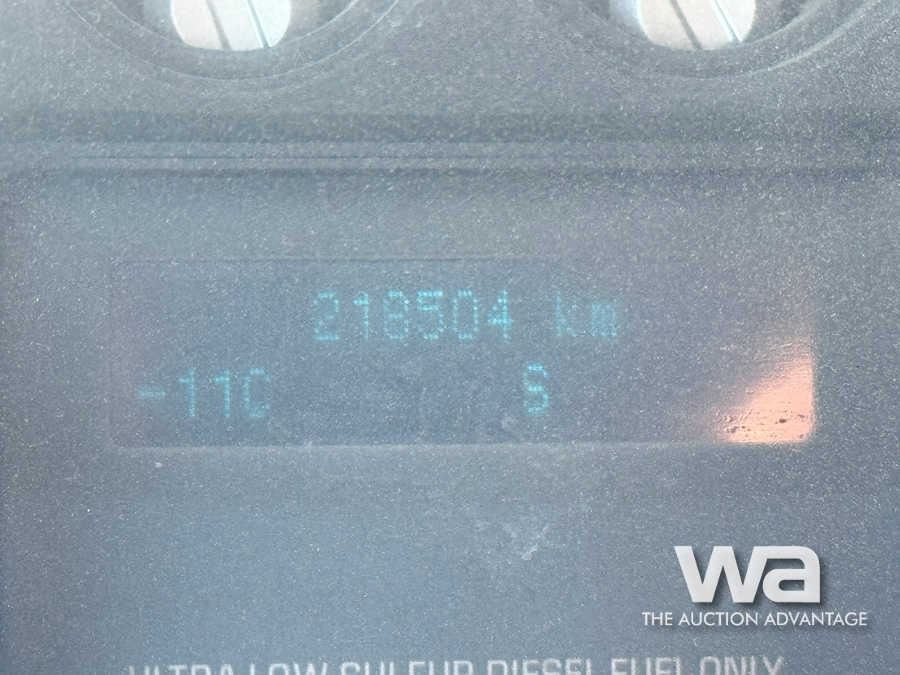 218504 km
-11C S
wa
THE AUCTION ADVANTAGE
ULTRA LOW SULFUR DIESEL FUEL ONLY